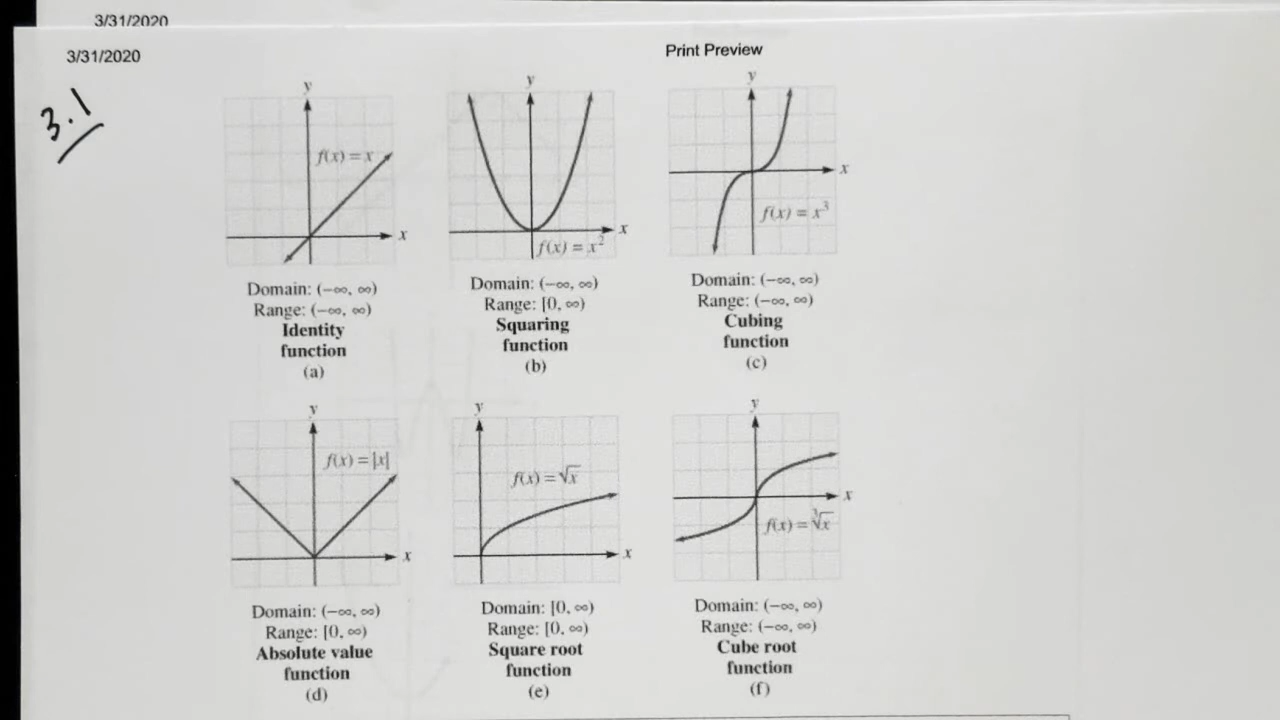 3/31/2020
3/31/2020
Print Preview
3.1
y
f(x) = x
x
Domain: (−∞, ∞)
Range: (−∞, ∞)
Identity
function
(a)
y
x
f(x) = x²
Domain: (−∞, ∞)
Range: [0, ∞)
Squaring
function
(b)
y
x
f(x) = x³
Domain: (−∞, ∞)
Range: (−∞, ∞)
Cubing
function
(c)
y
f(x) = |x|
x
Domain: (−∞, ∞)
Range: [0, ∞)
Absolute value
function
(d)
y
f(x) = √x
x
Domain: [0, ∞)
Range: [0, ∞)
Square root
function
(e)
y
x
f(x) = ∛x
Domain: (−∞, ∞)
Range: (−∞, ∞)
Cube root
function
(f)